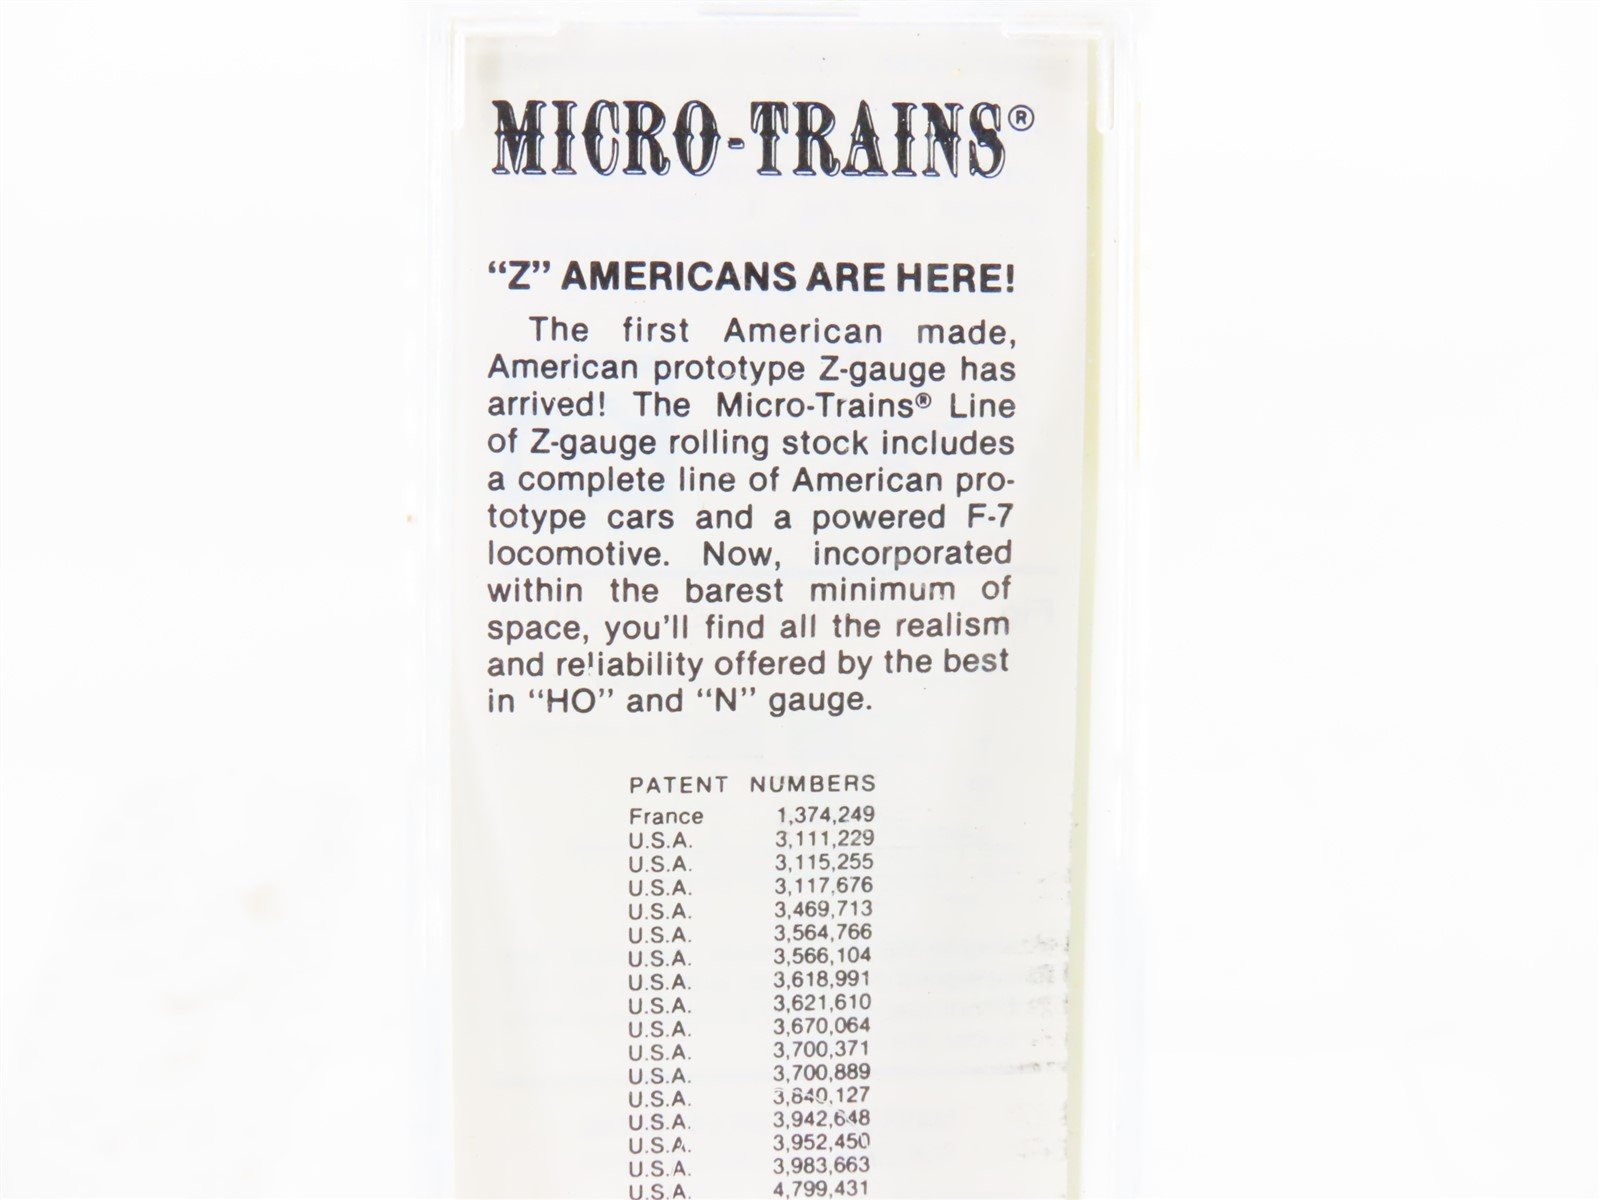 MICRO-TRAINS®
“Z” AMERICANS ARE HERE!
The first American made,
American prototype Z-gauge has
arrived! The Micro-Trains® Line
of Z-gauge rolling stock includes
a complete line of American pro-
totype cars and a powered F-7
locomotive. Now, incorporated
within the barest minimum of
space, you'll find all the realism
and reliability offered by the best
in “HO” and “N” gauge.
PATENT NUMBERS
France 1,374,249
U.S.A. 3,111,229
U.S.A. 3,115,255
U.S.A. 3,117,676
U.S.A. 3,469,713
U.S.A. 3,564,766
U.S.A. 3,566,104
U.S.A. 3,618,991
U.S.A. 3,621,610
U.S.A. 3,670,064
U.S.A. 3,700,371
U.S.A. 3,700,889
U.S.A. 3,840,127
U.S.A. 3,942,648
U.S.A. 3,952,450
U.S.A. 3,983,663
U.S.A. 4,799,431